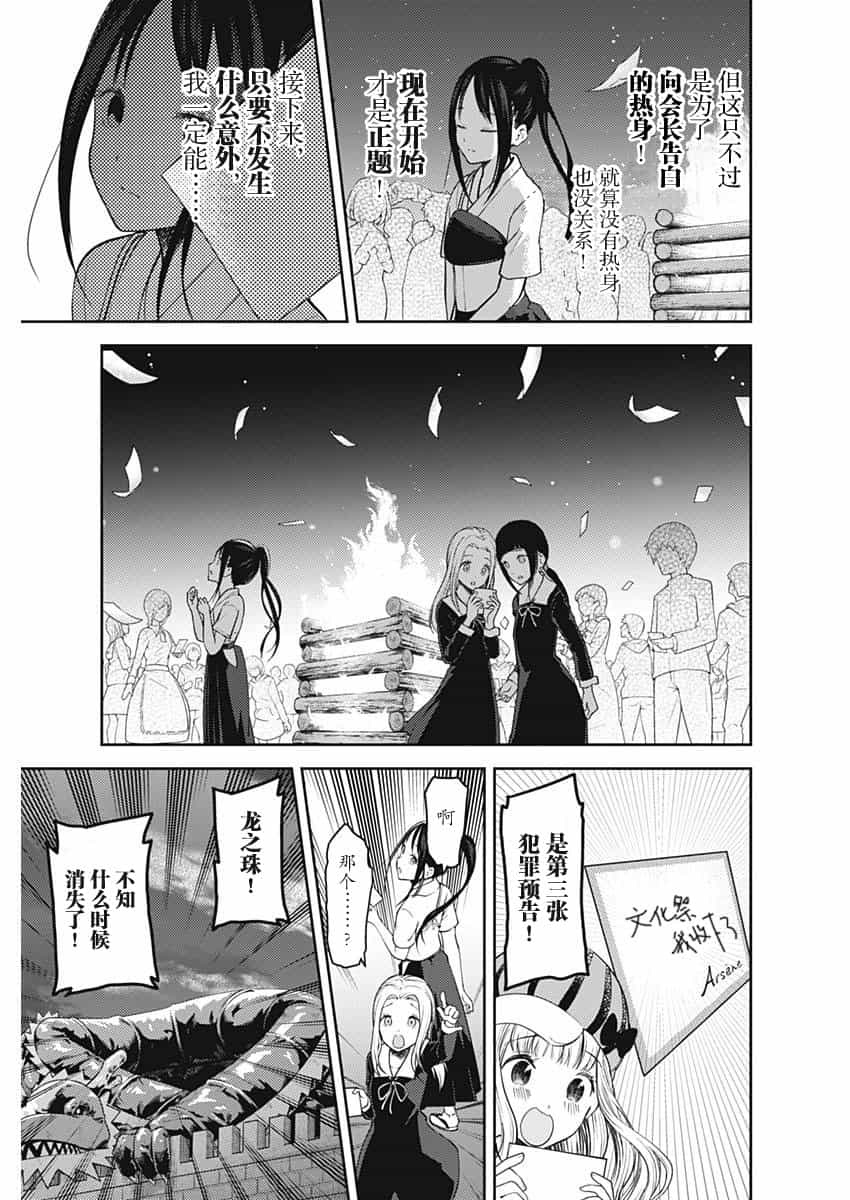 但这只不过
是为了
向会长告白
的热身！
就算没有热身
也没关系！
现在开始
才是正题！
接下来，
只要不发生
什么意外，
我一定能……
是第三张
犯罪预告！
文化祭
我收下了
Arsène
啊
那个……？
龙之珠！
不知
什么时候
消失了！